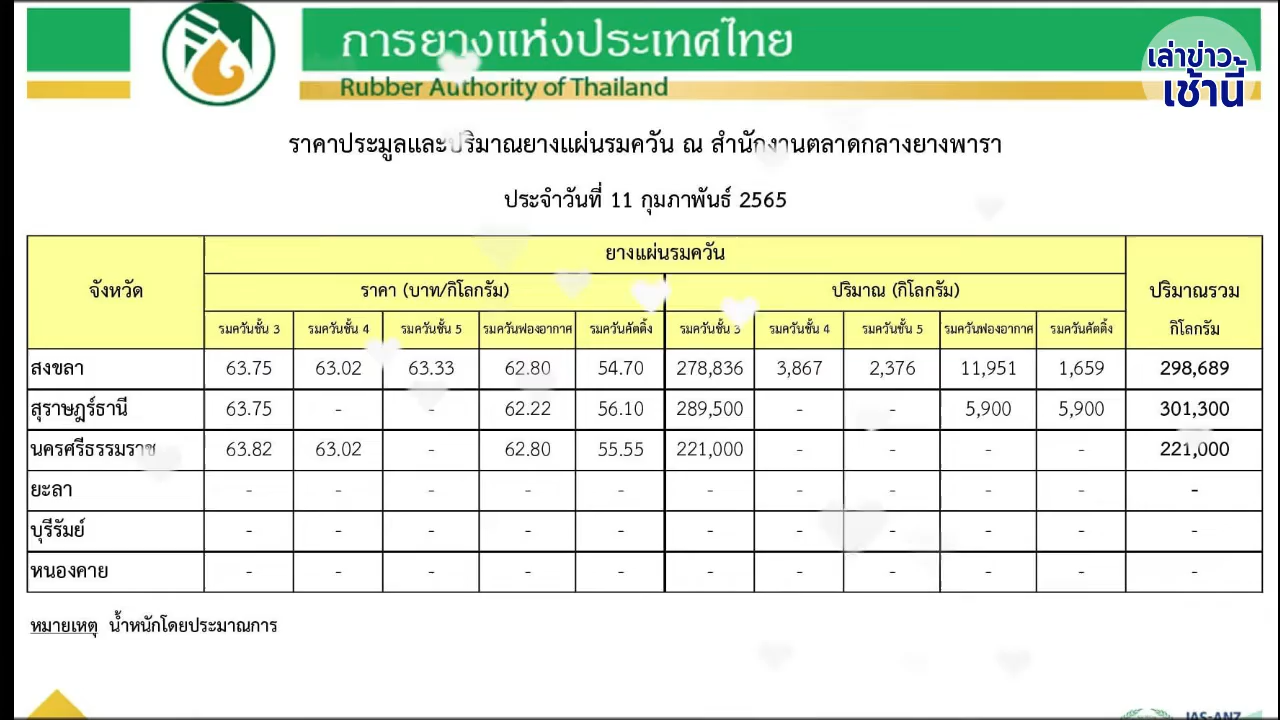 การยางแห่งประเทศไทย
Rubber Authority of Thailand
เล่าข่าว
เช้านี้
ราคาประมูลและปริมาณยางแผ่นรมควัน ณ สำนักงานตลาดกลางยางพารา
ประจำวันที่ 11 กุมภาพันธ์ 2565
จังหวัด ยางแผ่นรมควัน ปริมาณรวม
ราคา (บาท/กิโลกรัม) ปริมาณ (กิโลกรัม)
รมควันชั้น 3 รมควันชั้น 4 รมควันชั้น 5 รมควันฟองอากาศ รมควันคัตติ้ง รมควันชั้น 3 รมควันชั้น 4 รมควันชั้น 5 รมควันฟองอากาศ รมควันคัตติ้ง กิโลกรัม
สงขลา 63.75 63.02 63.33 62.80 54.70 278,836 3,867 2,376 11,951 1,659 298,689
สุราษฎร์ธานี 63.75 - - 62.22 56.10 289,500 - - 5,900 5,900 301,300
นครศรีธรรมราช 63.82 63.02 - 62.80 55.55 221,000 - - - - 221,000
ยะลา - - - - - - - - - - -
บุรีรัมย์ - - - - - - - - - - -
หนองคาย - - - - - - - - - - -
หมายเหตุ น้ำหนักโดยประมาณการ
JAS-ANZ